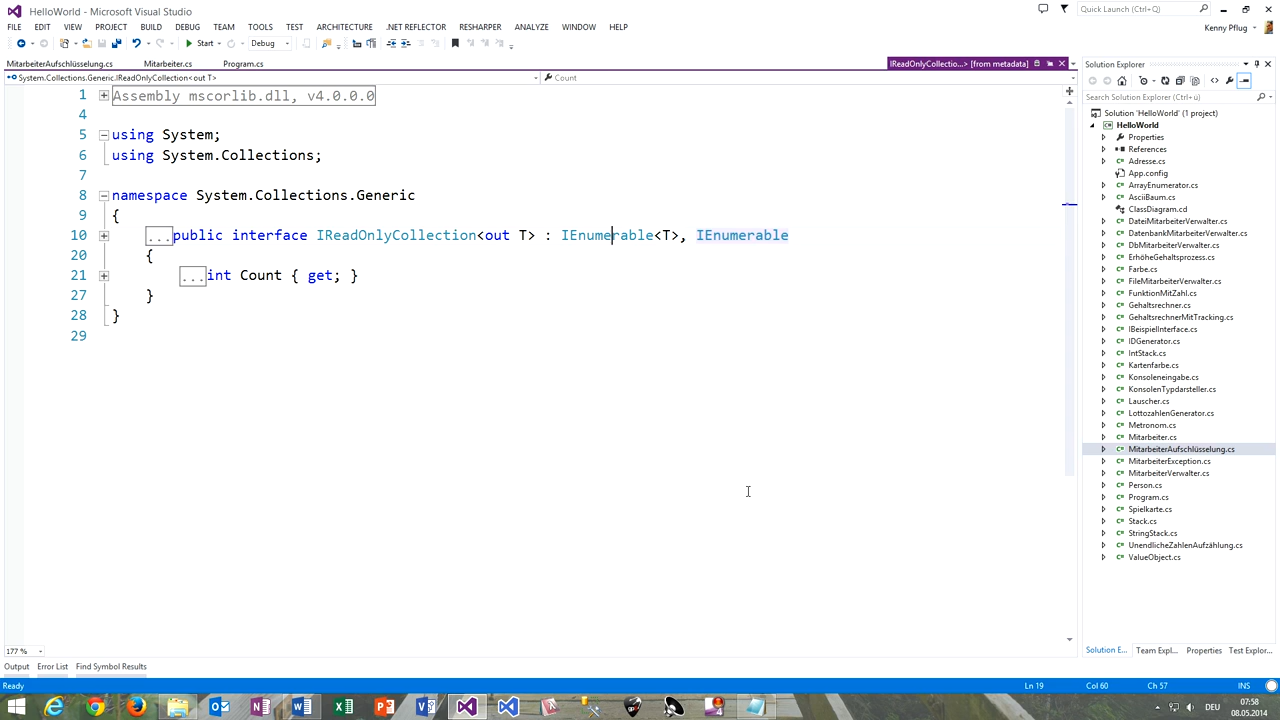 HelloWorld - Microsoft Visual Studio
Quick Launch (Ctrl+Q)
FILE EDIT VIEW PROJECT BUILD DEBUG TEAM TOOLS TEST ARCHITECTURE .NET REFLECTOR RESHARPER ANALYZE WINDOW HELP
Kenny Pflug
Start Debug
MitarbeiterAufschlüsselung.cs Mitarbeiter.cs Program.cs IReadOnlyCollectio...> [from metadata]
System.Collections.Generic.IReadOnlyCollection<out T> Count
1 Assembly mscorlib.dll, v4.0.0.0
4
5 using System;
6 using System.Collections;
7
8 namespace System.Collections.Generic
9 {
10 ...public interface IReadOnlyCollection<out T> : IEnumerable<T>, IEnumerable
20 {
21 ...int Count { get; }
27 }
28 }
29
177 %
Solution Explorer
Search Solution Explorer (Ctrl+ü)
Solution 'HelloWorld' (1 project)
HelloWorld
Properties
References
Adresse.cs
App.config
ArrayEnumerator.cs
AsciiBaum.cs
ClassDiagram.cd
DateiMitarbeiterVerwalter.cs
DatenbankMitarbeiterVerwalter.cs
DbMitarbeiterVerwalter.cs
ErhöheGehaltsprozess.cs
Farbe.cs
FileMitarbeiterVerwalter.cs
FunktionMitZahl.cs
Gehaltsrechner.cs
GehaltsrechnerMitTracking.cs
IBeispielInterface.cs
IDGenerator.cs
IntStack.cs
Kartenfarbe.cs
Konsoleneingabe.cs
KonsolenTypdarsteller.cs
Lauscher.cs
LottozahlenGenerator.cs
Metronom.cs
Mitarbeiter.cs
MitarbeiterAufschlüsselung.cs
MitarbeiterException.cs
MitarbeiterVerwalter.cs
Person.cs
Program.cs
Spielkarte.cs
Stack.cs
StringStack.cs
UnendlicheZahlenAufzählung.cs
ValueObject.cs
Solution E... Team Expl... Properties Test Explor...
Output Error List Find Symbol Results
Ready Ln 19 Col 60 Ch 57 INS
DEU
07:58
08.05.2014